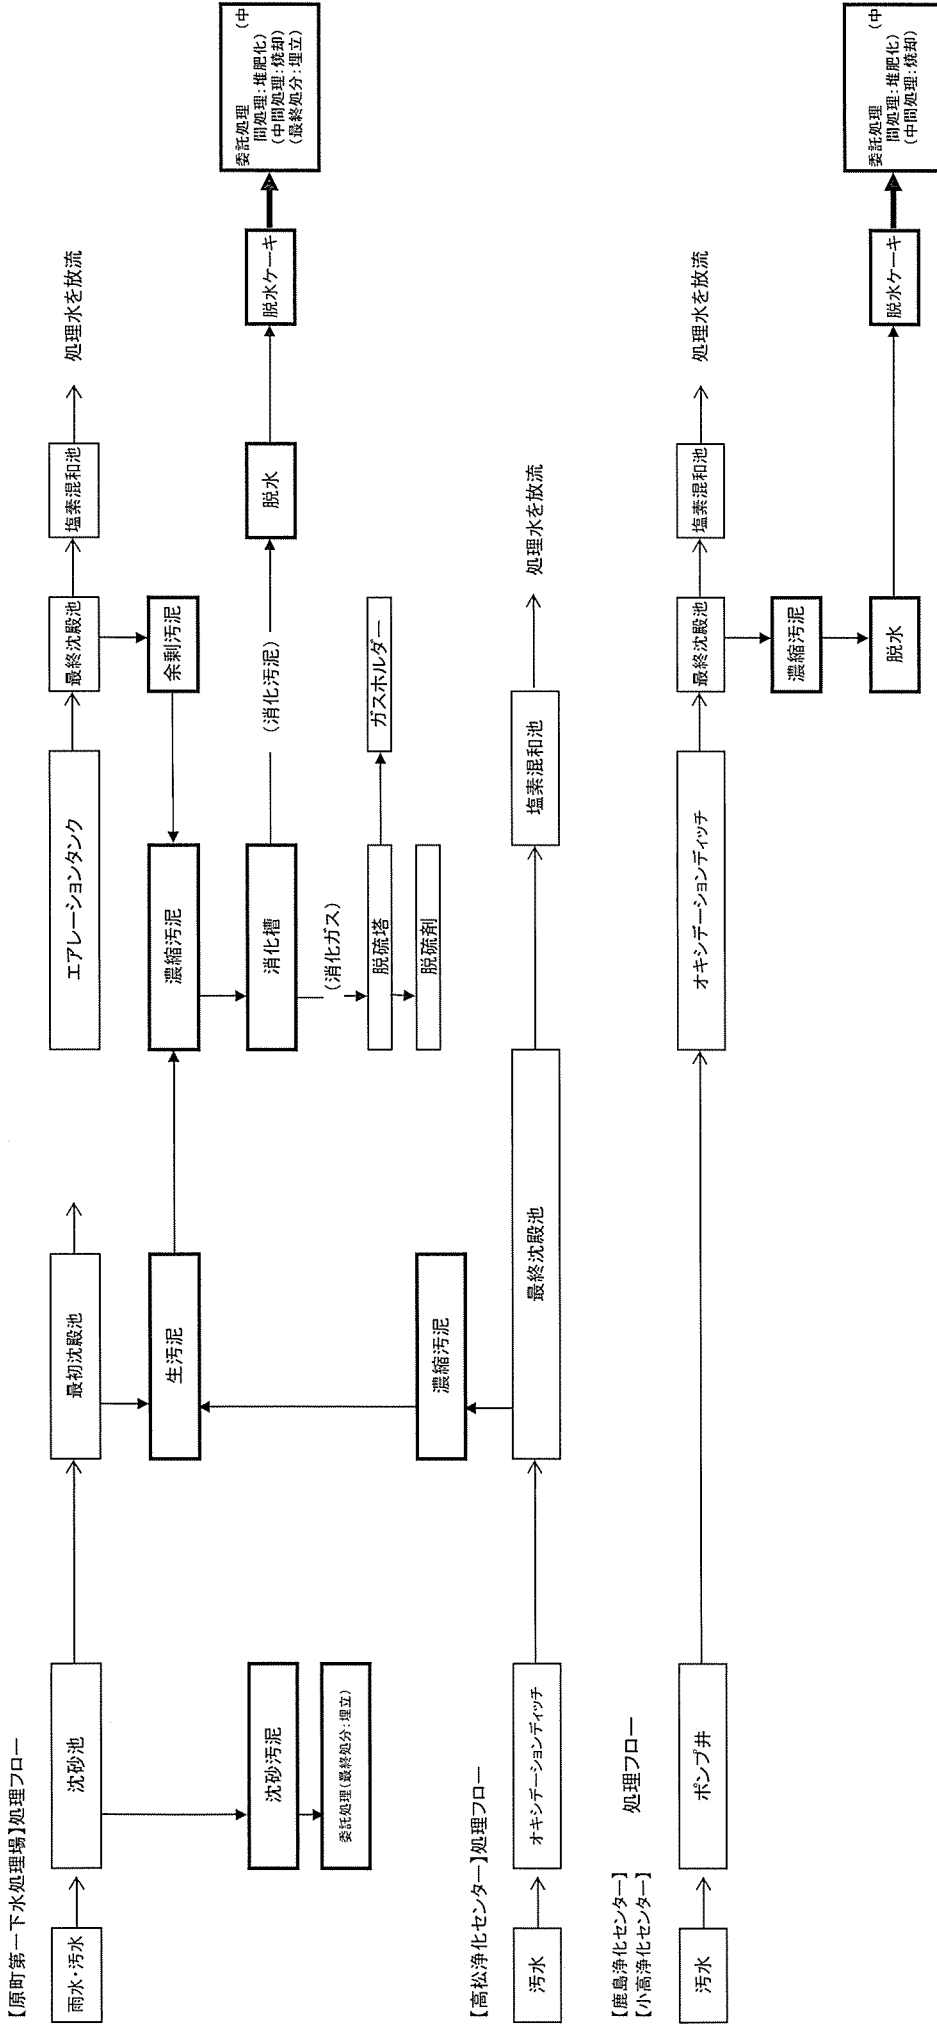 【原町第一下水処理場】処理フロー
雨水・汚水
沈砂池
最初沈殿池
エアレーションタンク
最終沈殿池
塩素混和池
処理水を放流
生汚泥
濃縮汚泥
余剰汚泥
沈砂汚泥
消化槽
(消化汚泥)
脱水
脱水ケーキ
委託処理 (中
間処理:堆肥化)
(中間処理:焼却)
(最終処分:埋立)
委託処理(最終処分:埋立)
(消化ガス)
脱硫塔
ガスホルダー
脱硫剤
濃縮汚泥
【高松浄化センター】処理フロー
汚水
オキシデーションディッチ
最終沈殿池
塩素混和池
処理水を放流
【鹿島浄化センター】
【小高浄化センター】
処理フロー
汚水
ポンプ井
オキシデーションディッチ
最終沈殿池
塩素混和池
処理水を放流
濃縮汚泥
脱水
脱水ケーキ
委託処理 (中
間処理:堆肥化)
(中間処理:焼却)